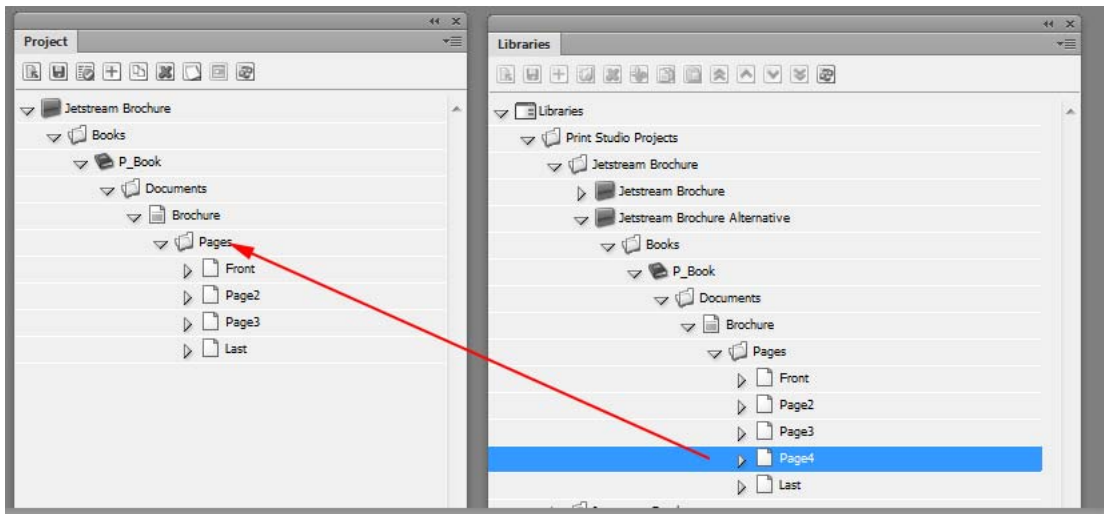 Project
Jetstream Brochure
Books
P_Book
Documents
Brochure
Pages
Front
Page2
Page3
Last
Libraries
Libraries
Print Studio Projects
Jetstream Brochure
Jetstream Brochure
Jetstream Brochure Alternative
Books
P_Book
Documents
Brochure
Pages
Front
Page2
Page3
Page4
Last